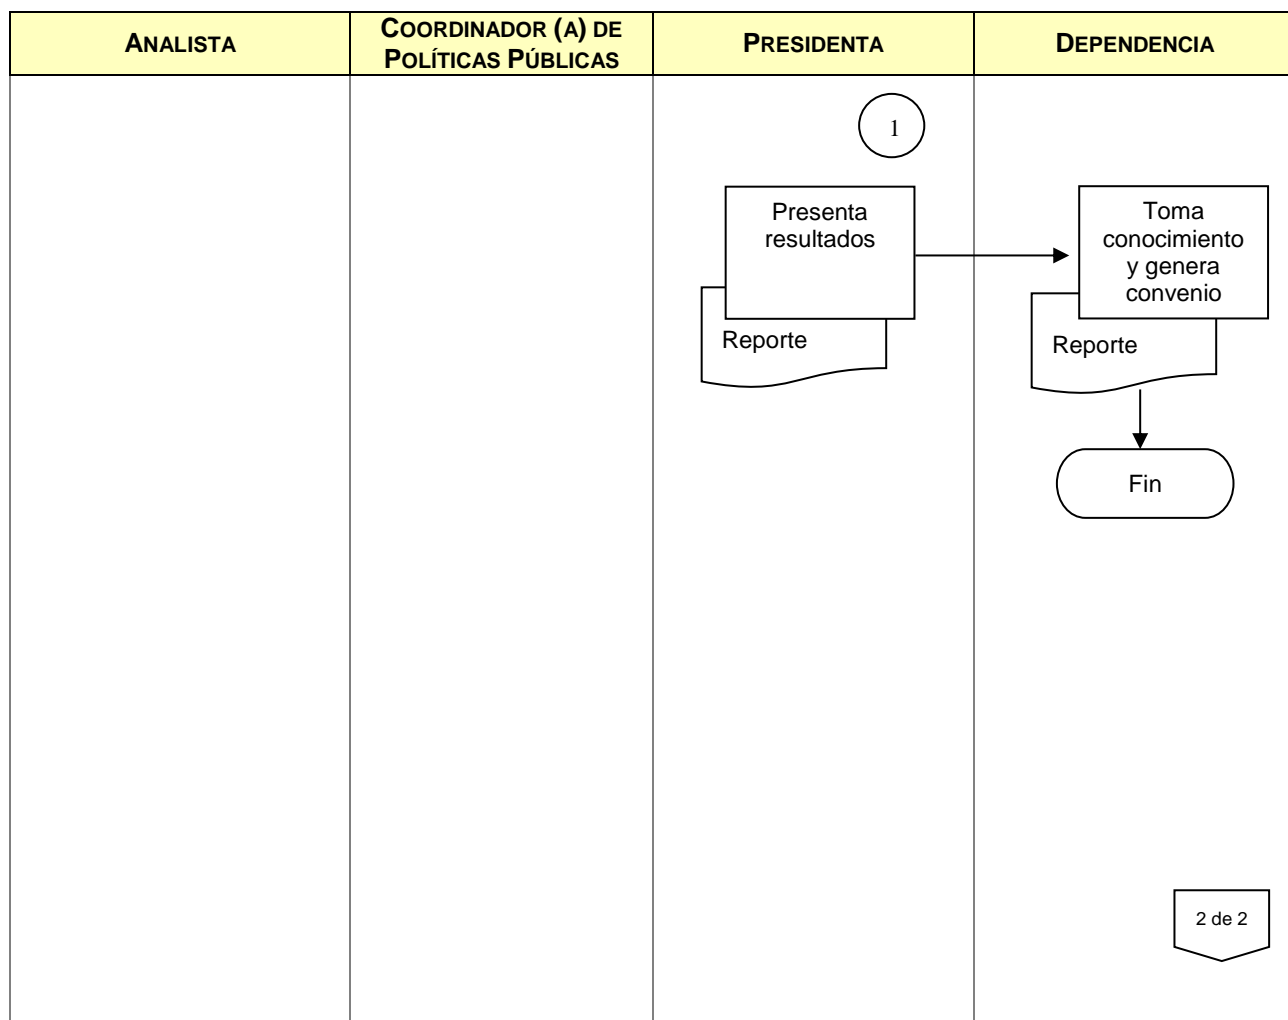 ANALISTA
COORDINADOR (A) DE
POLÍTICAS PÚBLICAS
PRESIDENTA
DEPENDENCIA
1
Presenta
resultados
Reporte
Toma
conocimiento
y genera
convenio
Reporte
Fin
2 de 2